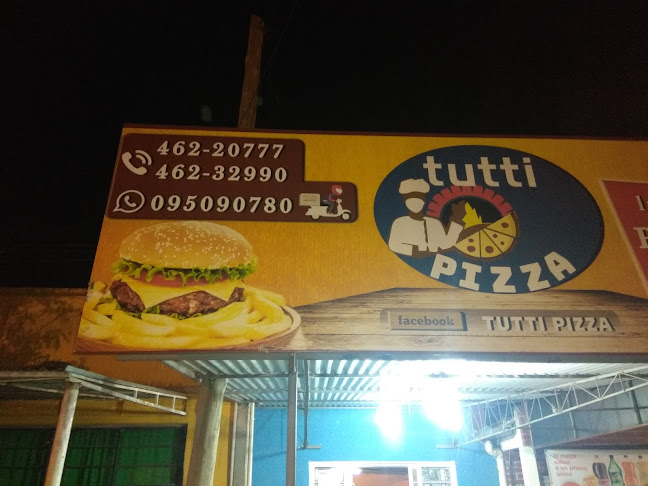 462-20777
462-32990
095090780
tutti
PIZZA
facebook
TUTTI PIZZA